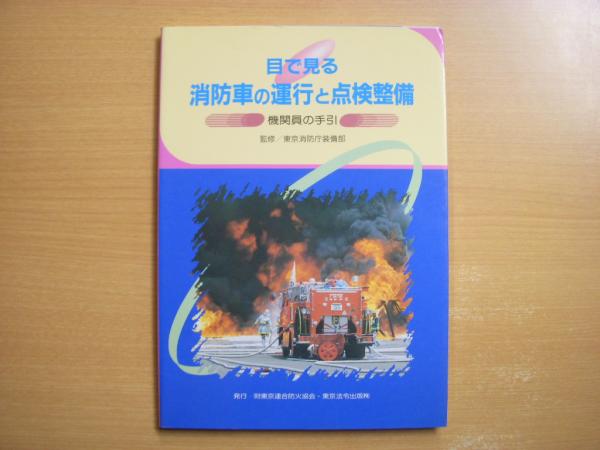 目で見る
消防車の運行と点検整備
機関員の手引
監修／東京消防庁装備部
発行 ㈶東京連合防火協会・東京法令出版㈱